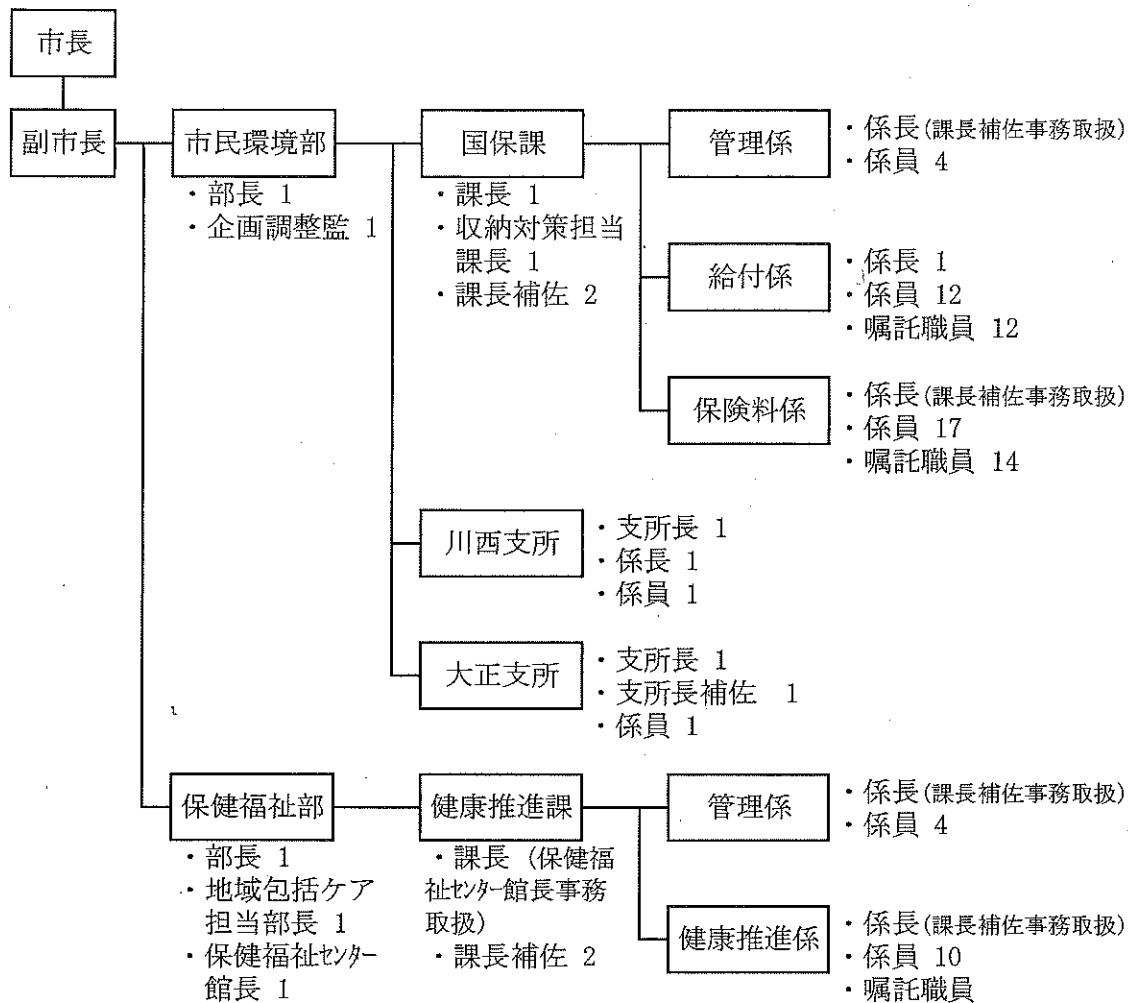 市長
副市長
市民環境部
・部長 1
・企画調整監 1
国保課
・課長 1
・収納対策担当
課長 1
・課長補佐 2
管理係
・係長(課長補佐事務取扱)
・係員 4
給付係
・係長 1
・係員 12
・嘱託職員 12
保険料係
・係長(課長補佐事務取扱)
・係員 17
・嘱託職員 14
川西支所
・支所長 1
・係長 1
・係員 1
大正支所
・支所長 1
・支所長補佐 1
・係員 1
保健福祉部
・部長 1
・地域包括ケア
担当部長 1
・保健福祉センター
館長 1
健康推進課
・課長 (保健福
祉センター館長事務
取扱)
・課長補佐 2
管理係
・係長(課長補佐事務取扱)
・係員 4
健康推進係
・係長(課長補佐事務取扱)
・係員 10
・嘱託職員